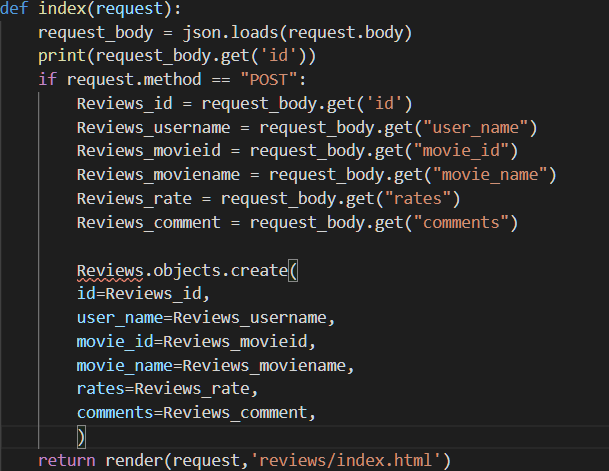 def index(request):
    request_body = json.loads(request.body)
    print(request_body.get('id'))
    if request.method == "POST":
        Reviews_id = request_body.get('id')
        Reviews_username = request_body.get("user_name")
        Reviews_movieid = request_body.get("movie_id")
        Reviews_moviename = request_body.get("movie_name")
        Reviews_rate = request_body.get("rates")
        Reviews_comment = request_body.get("comments")

        Reviews.objects.create(
        id=Reviews_id,
        user_name=Reviews_username,
        movie_id=Reviews_movieid,
        movie_name=Reviews_moviename,
        rates=Reviews_rate,
        comments=Reviews_comment,
        )
    return render(request,'reviews/index.html')